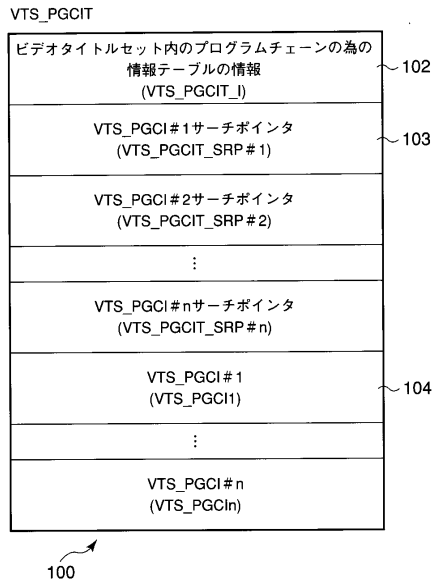 VTS_PGCIT
ビデオタイトルセット内のプログラムチェーンの為の
情報テーブルの情報
(VTS_PGCIT_I)
102
VTS_PGCI#1サーチポインタ
(VTS_PGCIT_SRP#1)
103
VTS_PGCI#2サーチポインタ
(VTS_PGCIT_SRP#2)
⋮
VTS_PGCI#nサーチポインタ
(VTS_PGCIT_SRP#n)
VTS_PGCI#1
(VTS_PGCI1)
104
⋮
VTS_PGCI#n
(VTS_PGCIn)
100